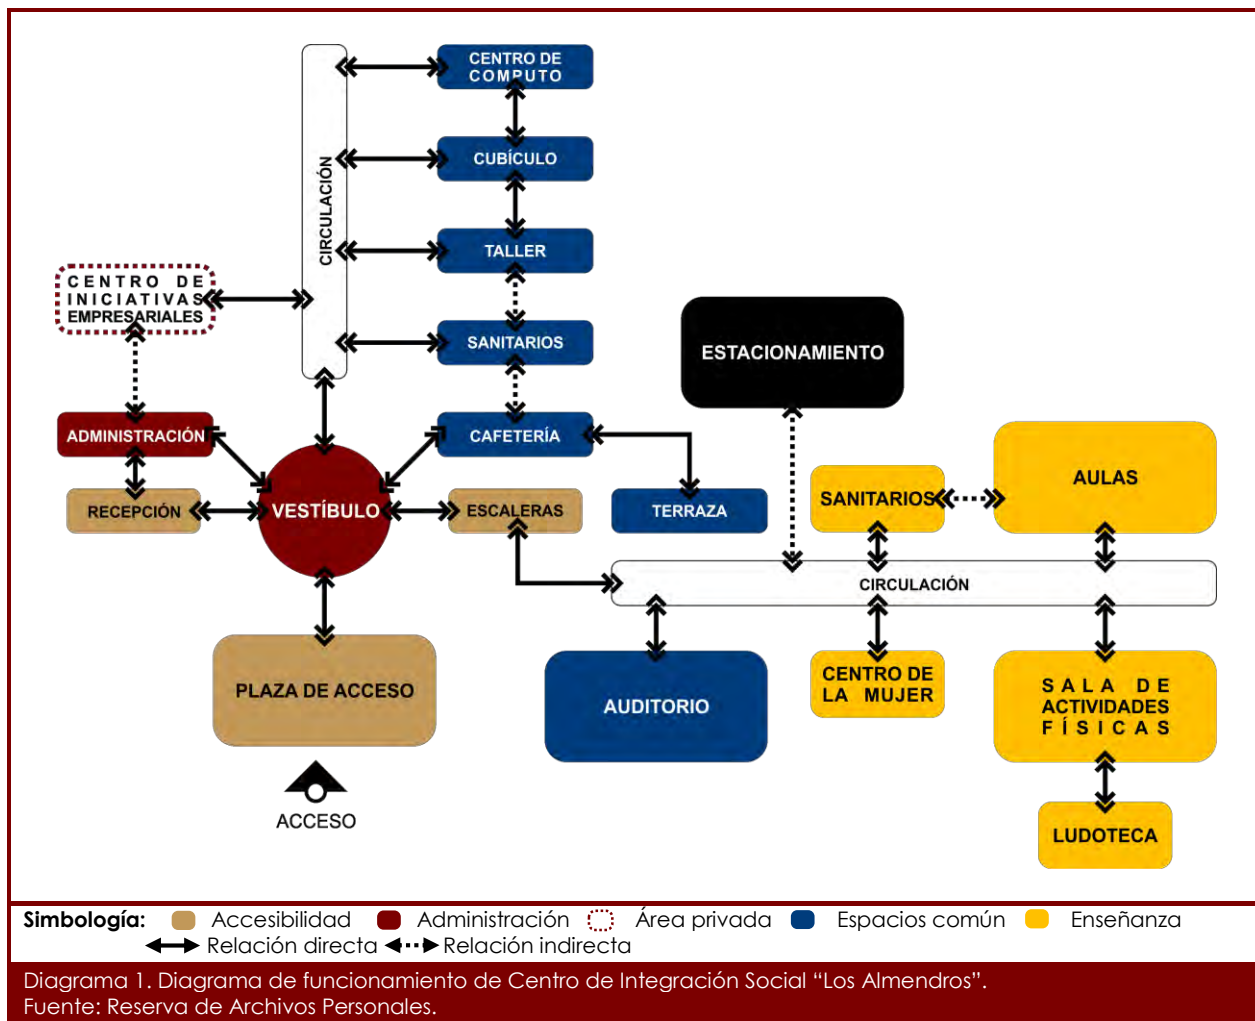 CENTRO DE
COMPUTO
CIRCULACIÓN
CUBÍCULO
TALLER
CENTRO DE
INICIATIVAS
EMPRESARIALES
SANITARIOS
ESTACIONAMIENTO
ADMINISTRACIÓN
CAFETERÍA
RECEPCIÓN
VESTÍBULO
ESCALERAS
TERRAZA
SANITARIOS
AULAS
CIRCULACIÓN
PLAZA DE ACCESO
AUDITORIO
CENTRO DE
LA MUJER
SALA DE
ACTIVIDADES
FÍSICAS
ACCESO
LUDOTECA
Simbología: Accesibilidad Administración Área privada Espacios común Enseñanza
Relación directa Relación indirecta
Diagrama 1. Diagrama de funcionamiento de Centro de Integración Social “Los Almendros”.
Fuente: Reserva de Archivos Personales.